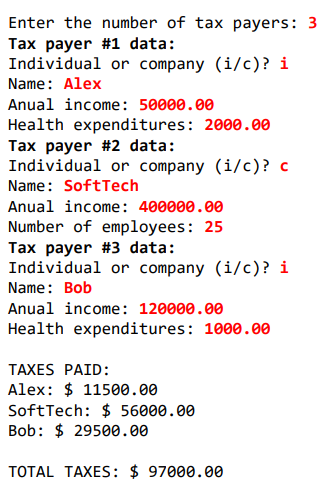 Enter the number of tax payers: 3
Tax payer #1 data:
Individual or company (i/c)? i
Name: Alex
Anual income: 50000.00
Health expenditures: 2000.00
Tax payer #2 data:
Individual or company (i/c)? c
Name: SoftTech
Anual income: 400000.00
Number of employees: 25
Tax payer #3 data:
Individual or company (i/c)? i
Name: Bob
Anual income: 120000.00
Health expenditures: 1000.00
TAXES PAID:
Alex: $ 11500.00
SoftTech: $ 56000.00
Bob: $ 29500.00
TOTAL TAXES: $ 97000.00